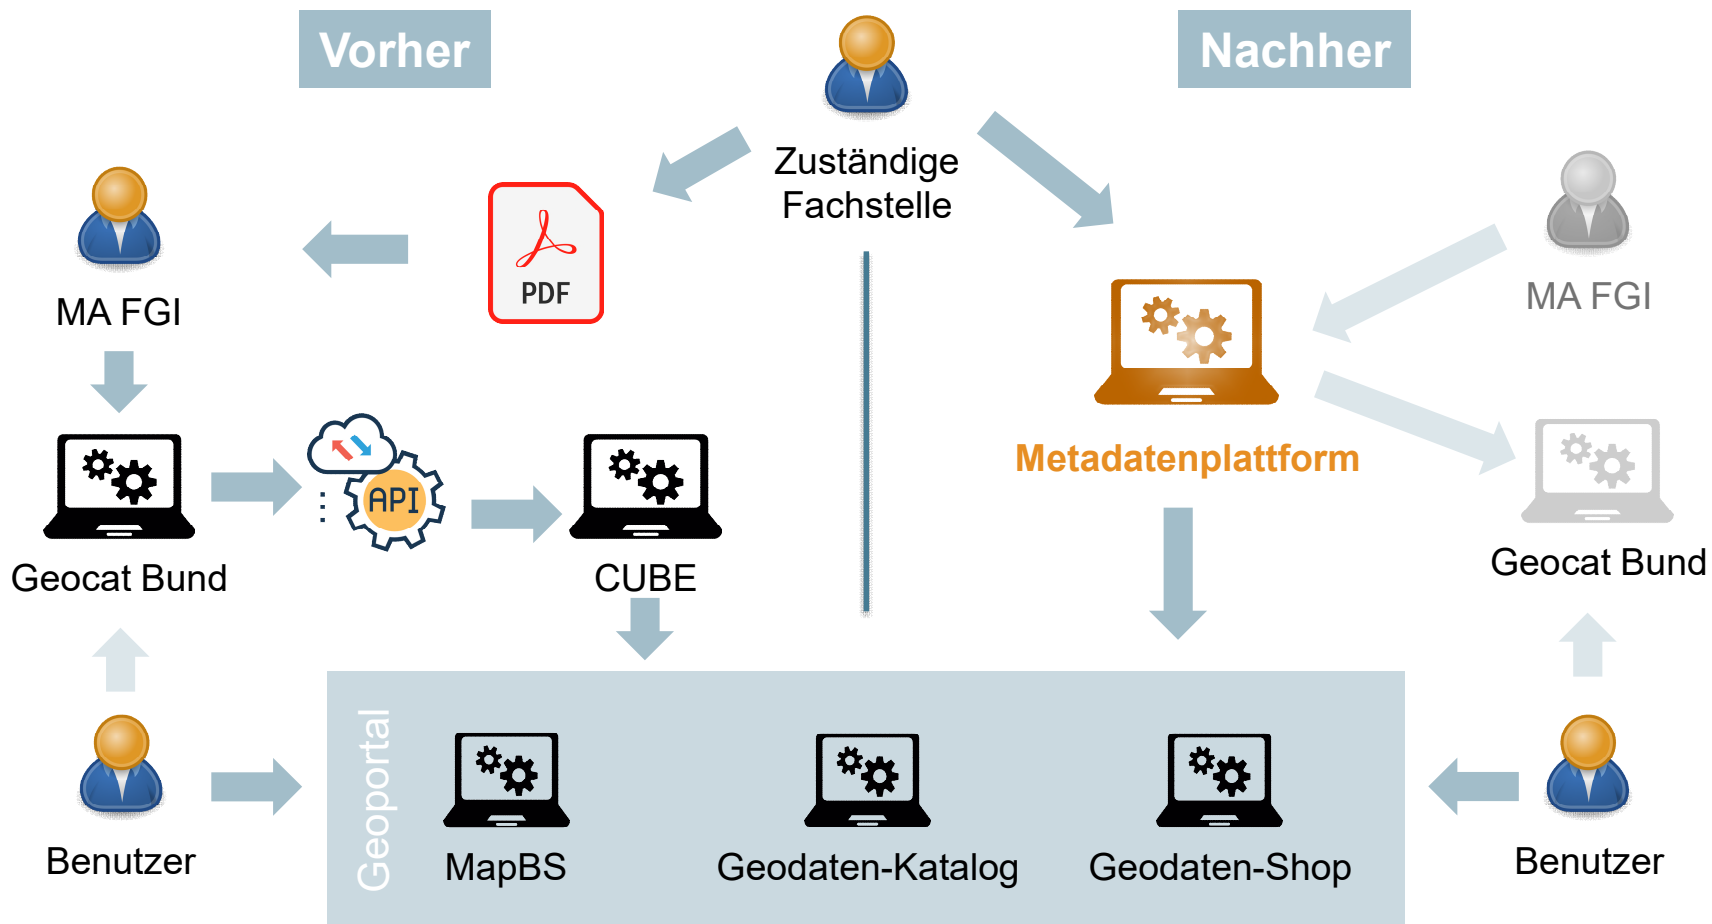 Vorher
Nachher
Zuständige
Fachstelle
PDF
MA FGI
MA FGI
API
Metadatenplattform
Geocat Bund
CUBE
Geocat Bund
Geoportal
MapBS
Geodaten-Katalog
Geodaten-Shop
Benutzer
Benutzer